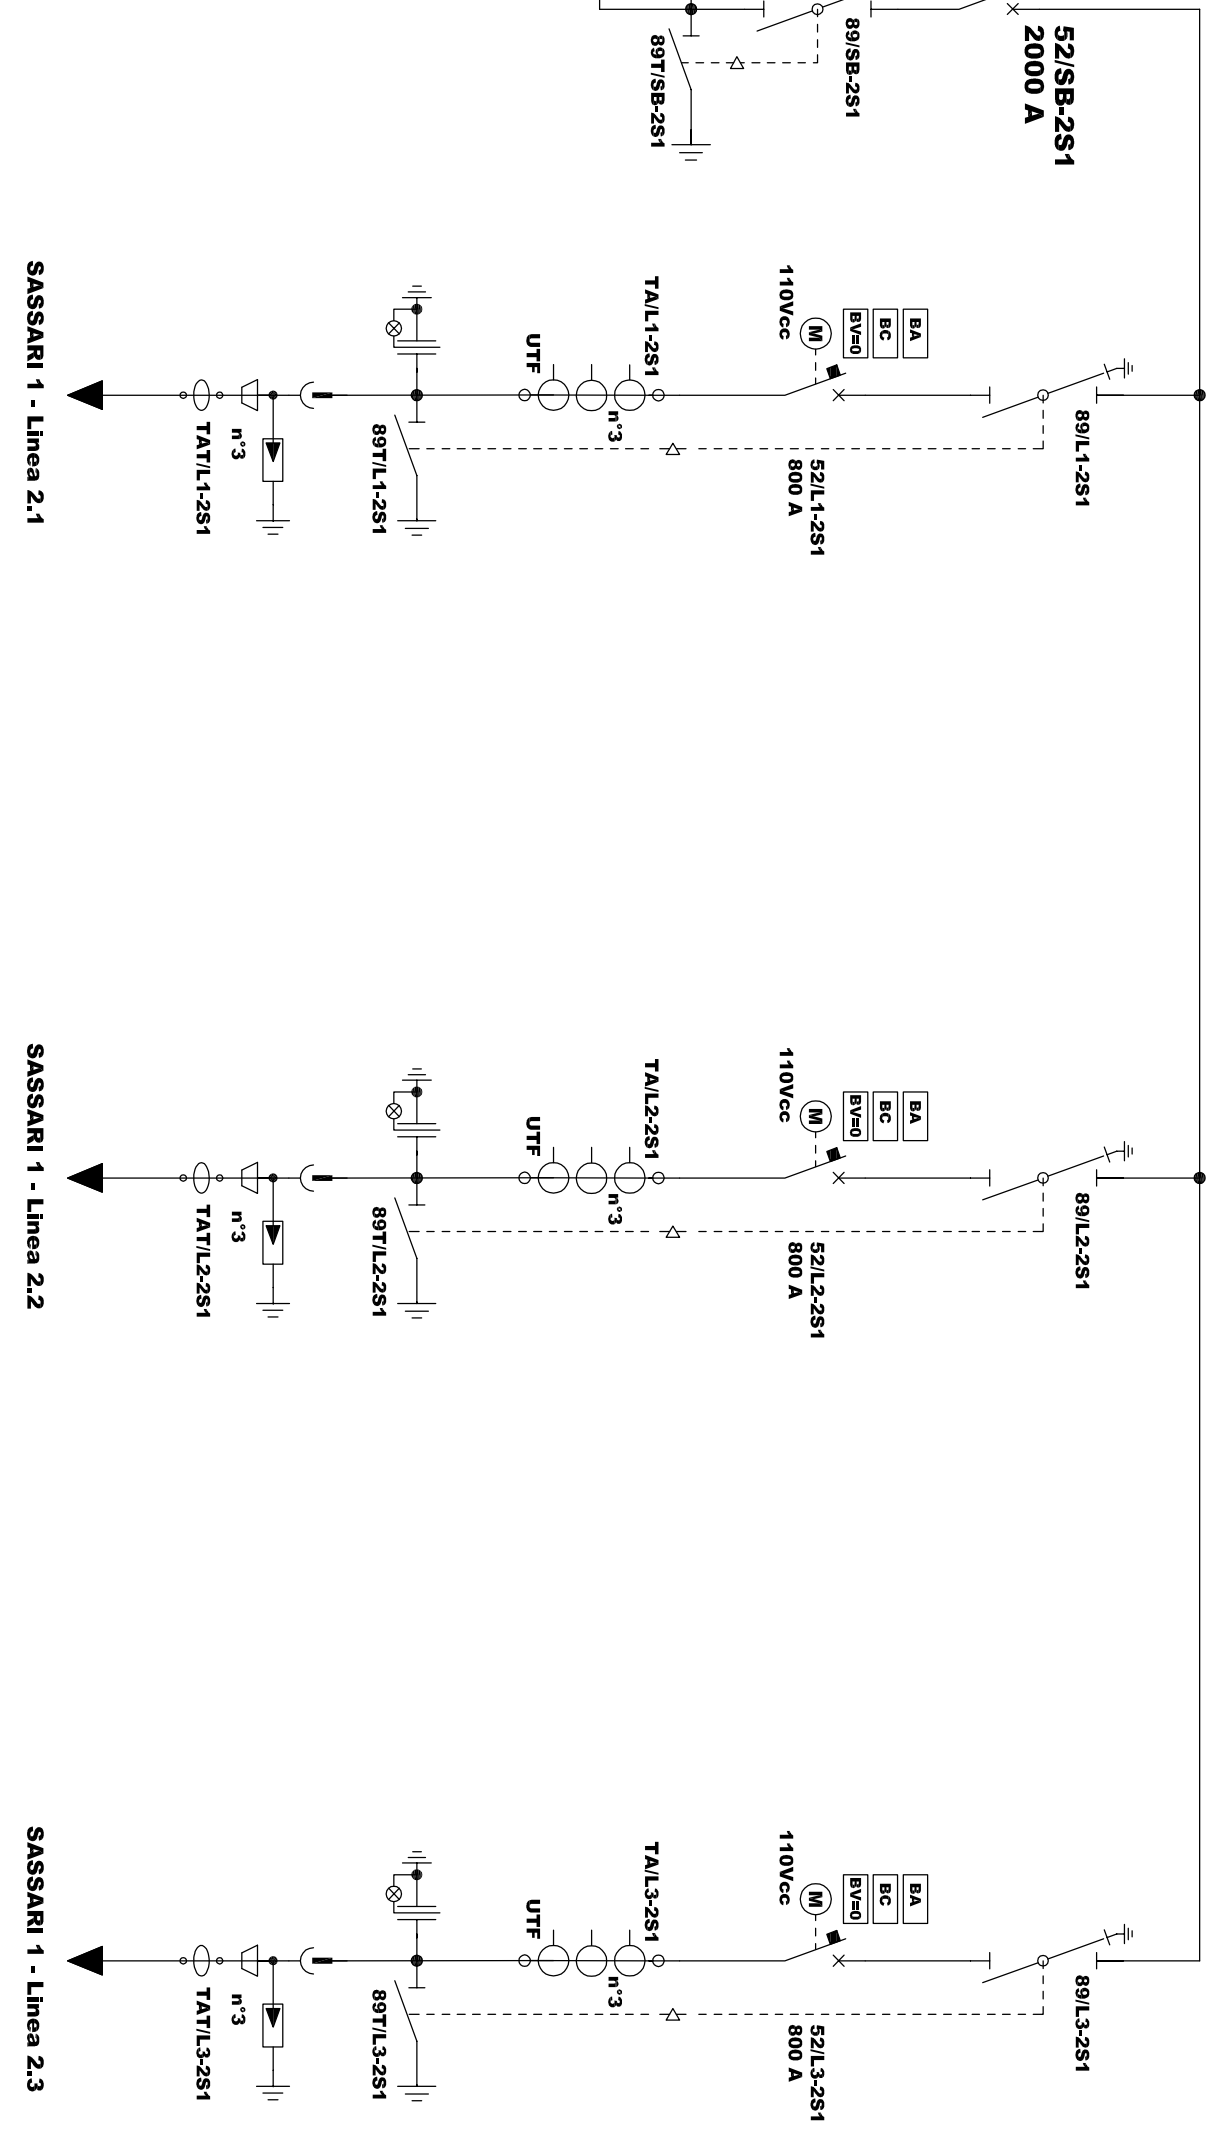 52/SB-2S1
2000 A
89/SB-2S1
89T/SB-2S1
89/L1-2S1
BA
BC
BV=0
M
110Vcc
52/L1-2S1
800 A
TA/L1-2S1
n°3
UTF
89T/L1-2S1
n°3
TAT/L1-2S1
SASSARI 1 - Linea 2.1
89/L2-2S1
BA
BC
BV=0
M
110Vcc
52/L2-2S1
800 A
TA/L2-2S1
n°3
UTF
89T/L2-2S1
n°3
TAT/L2-2S1
SASSARI 1 - Linea 2.2
89/L3-2S1
BA
BC
BV=0
M
110Vcc
52/L3-2S1
800 A
TA/L3-2S1
n°3
UTF
89T/L3-2S1
n°3
TAT/L3-2S1
SASSARI 1 - Linea 2.3